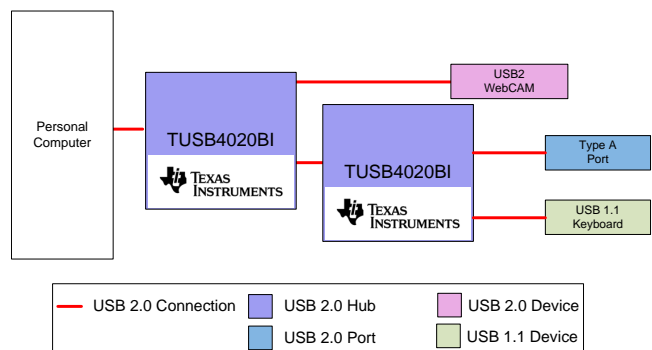 USB2
WebCAM
Personal
Computer
TUSB4020BI
TEXAS
INSTRUMENTS
TUSB4020BI
TEXAS
INSTRUMENTS
Type A
Port
USB 1.1
Keyboard
USB 2.0 Connection
USB 2.0 Hub
USB 2.0 Device
USB 2.0 Port
USB 1.1 Device